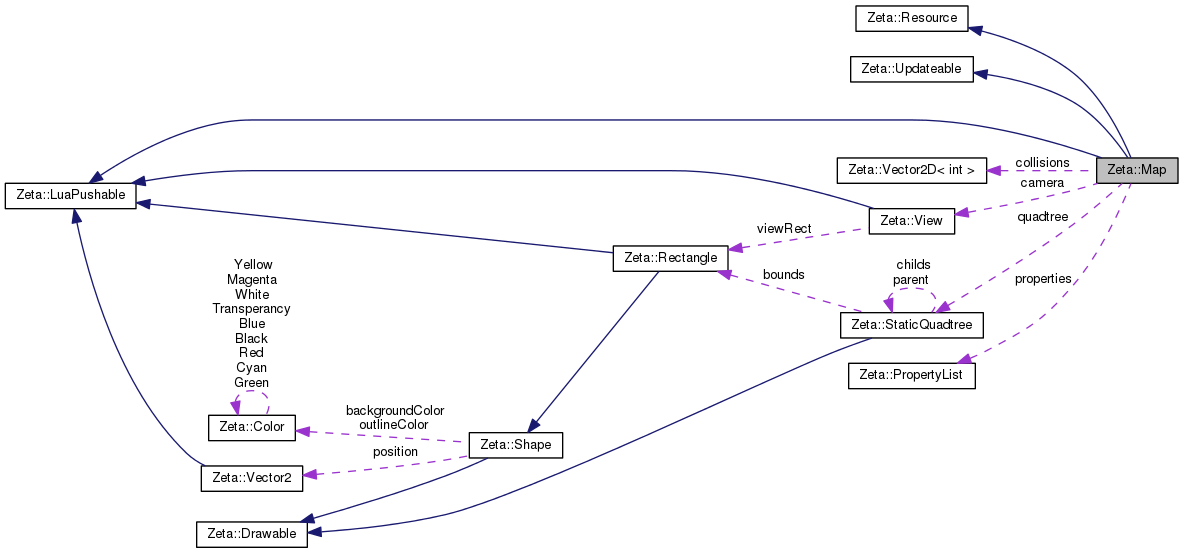 Zeta::Resource
Zeta::Updateable
Zeta::Map
Zeta::Vector2D< int >
collisions
camera
Zeta::LuaPushable
Zeta::View
quadtree
viewRect
Zeta::Rectangle
bounds
childs
parent
properties
Yellow
Magenta
White
Transperancy
Blue
Black
Red
Cyan
Green
Zeta::StaticQuadtree
Zeta::PropertyList
Zeta::Color
backgroundColor
outlineColor
Zeta::Shape
position
Zeta::Vector2
Zeta::Drawable